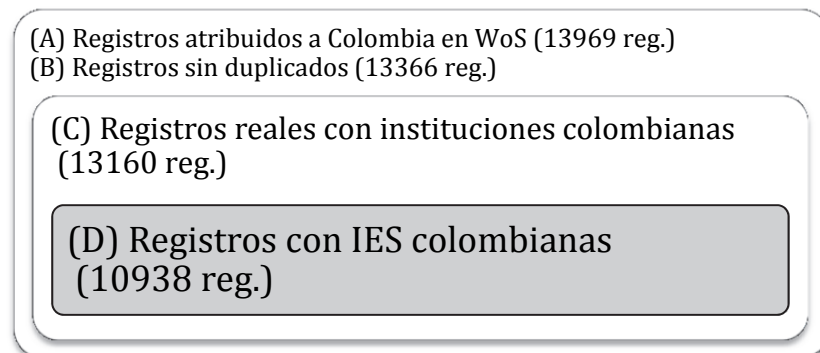 (A) Registros atribuidos a Colombia en WoS (13969 reg.)
(B) Registros sin duplicados (13366 reg.)
(C) Registros reales con instituciones colombianas
(13160 reg.)
(D) Registros con IES colombianas
(10938 reg.)